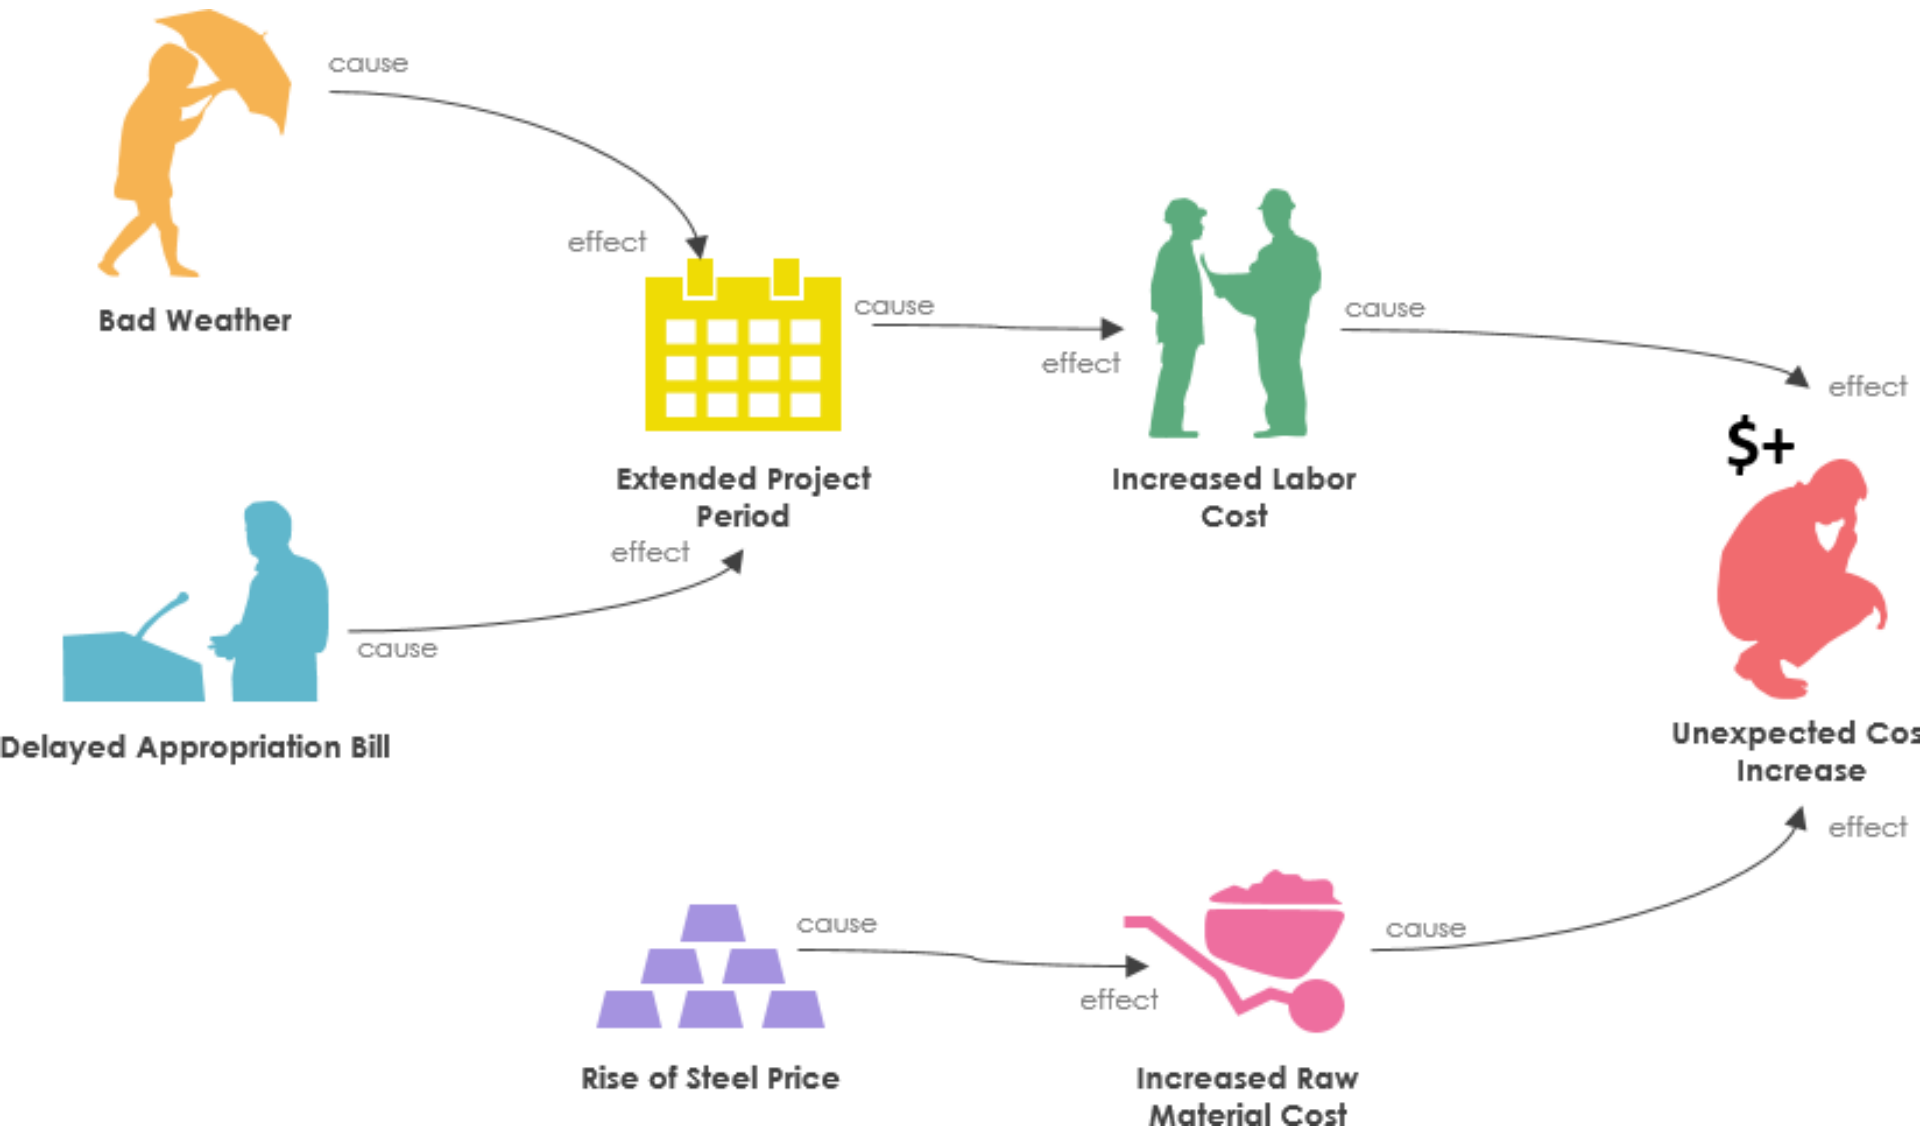 cause
effect
Bad Weather
cause
effect
cause
effect
$+
Extended Project
Period
Increased Labor
Cost
effect
cause
Delayed Appropriation Bill
Unexpected Cos
Increase
effect
cause
effect
cause
Rise of Steel Price
Increased Raw
Material Cost